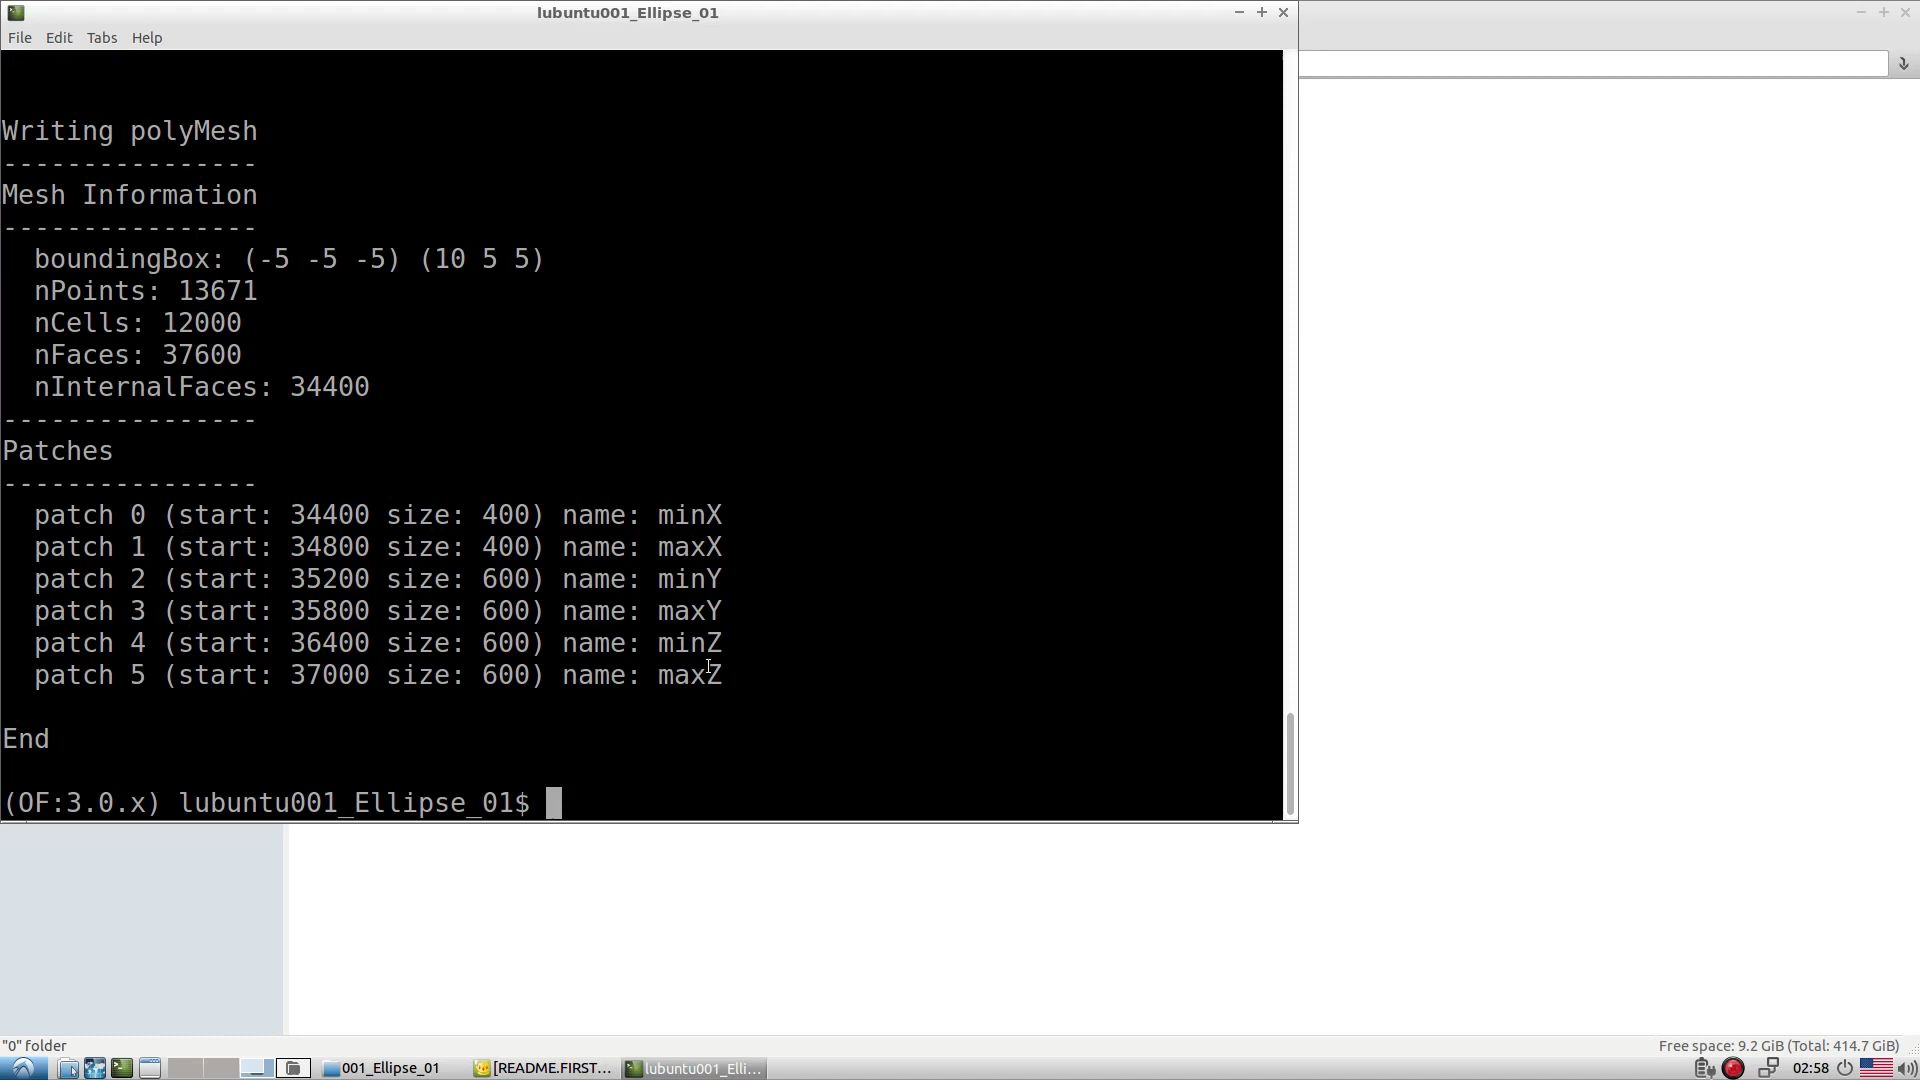 lubuntu001_Ellipse_01
File Edit Tabs Help
Writing polyMesh
----------------
Mesh Information
----------------
  boundingBox: (-5 -5 -5) (10 5 5)
  nPoints: 13671
  nCells: 12000
  nFaces: 37600
  nInternalFaces: 34400
----------------
Patches
----------------
  patch 0 (start: 34400 size: 400) name: minX
  patch 1 (start: 34800 size: 400) name: maxX
  patch 2 (start: 35200 size: 600) name: minY
  patch 3 (start: 35800 size: 600) name: maxY
  patch 4 (start: 36400 size: 600) name: minZ
  patch 5 (start: 37000 size: 600) name: maxZ
End
(OF:3.0.x) lubuntu001_Ellipse_01$
"0" folder Free space: 9.2 GiB (Total: 414.7 GiB)
001_Ellipse_01 [README.FIRST... lubuntu001_Elli... 02:58